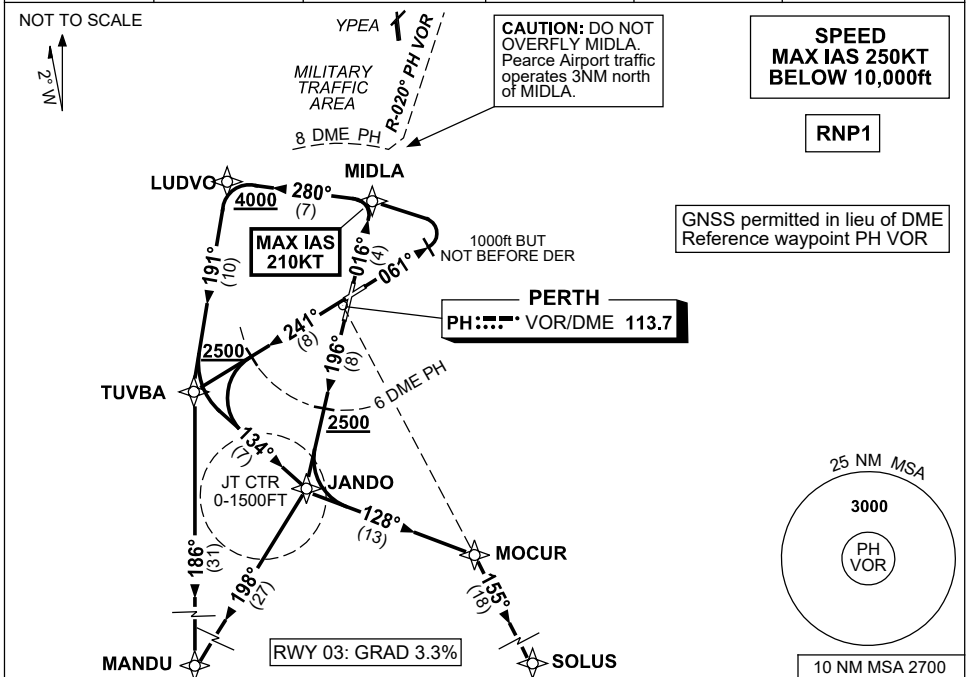 NOT TO SCALE
2° W
YPEA
MILITARY
TRAFFIC
AREA
R-020° PH VOR
8 DME PH
CAUTION: DO NOT
OVERFLY MIDLA.
Pearce Airport traffic
operates 3NM north
of MIDLA.
SPEED
MAX IAS 250KT
BELOW 10,000ft
RNP1
GNSS permitted in lieu of DME
Reference waypoint PH VOR
LUDVO
MIDLA
4000
280°
(7)
MAX IAS
210KT
016°
(4)
061°
1000ft BUT
NOT BEFORE DER
191°
(10)
PERTH
PH VOR/DME 113.7
241°
(8)
196°
(8)
2500
6 DME PH
2500
TUVBA
134°
(7)
JT CTR
0-1500FT
JANDO
128°
(13)
MOCUR
186°
(31)
198°
(27)
155°
(18)
MANDU
RWY 03: GRAD 3.3%
SOLUS
25 NM MSA
3000
PH
VOR
10 NM MSA 2700